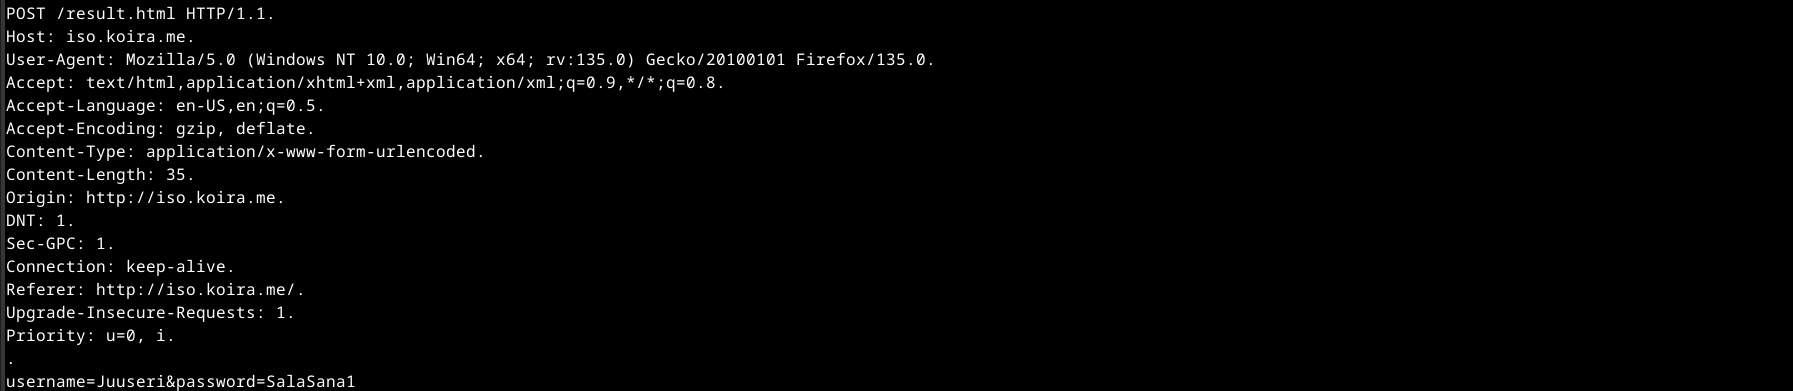 POST /result.html HTTP/1.1.
Host: iso.koira.me.
User-Agent: Mozilla/5.0 (Windows NT 10.0; Win64; x64; rv:135.0) Gecko/20100101 Firefox/135.0.
Accept: text/html,application/xhtml+xml,application/xml;q=0.9,*/*;q=0.8.
Accept-Language: en-US,en;q=0.5.
Accept-Encoding: gzip, deflate.
Content-Type: application/x-www-form-urlencoded.
Content-Length: 35.
Origin: http://iso.koira.me.
DNT: 1.
Sec-GPC: 1.
Connection: keep-alive.
Referer: http://iso.koira.me/.
Upgrade-Insecure-Requests: 1.
Priority: u=0, i.
.
username=Juuseri&password=SalaSana1